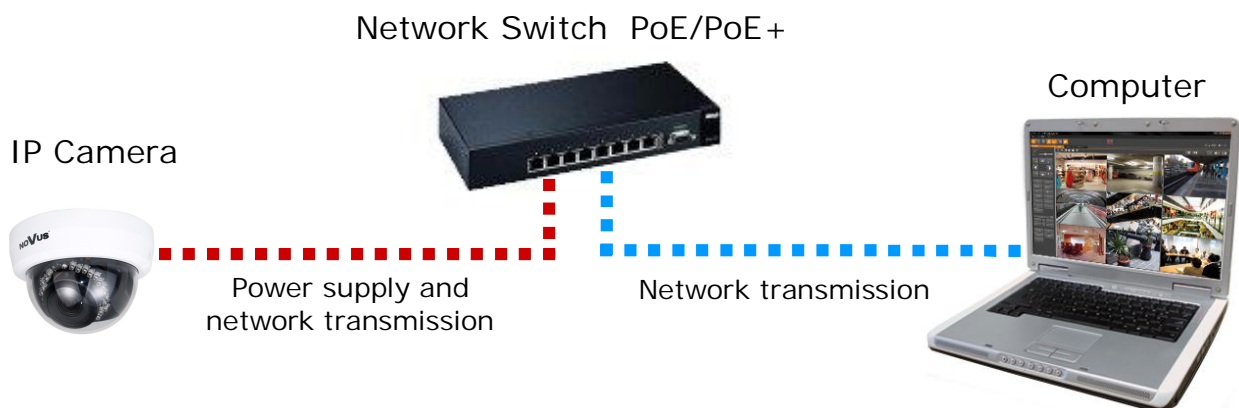 Network Switch PoE/PoE+
Computer
IP Camera
NOVUS
Power supply and
network transmission
Network transmission